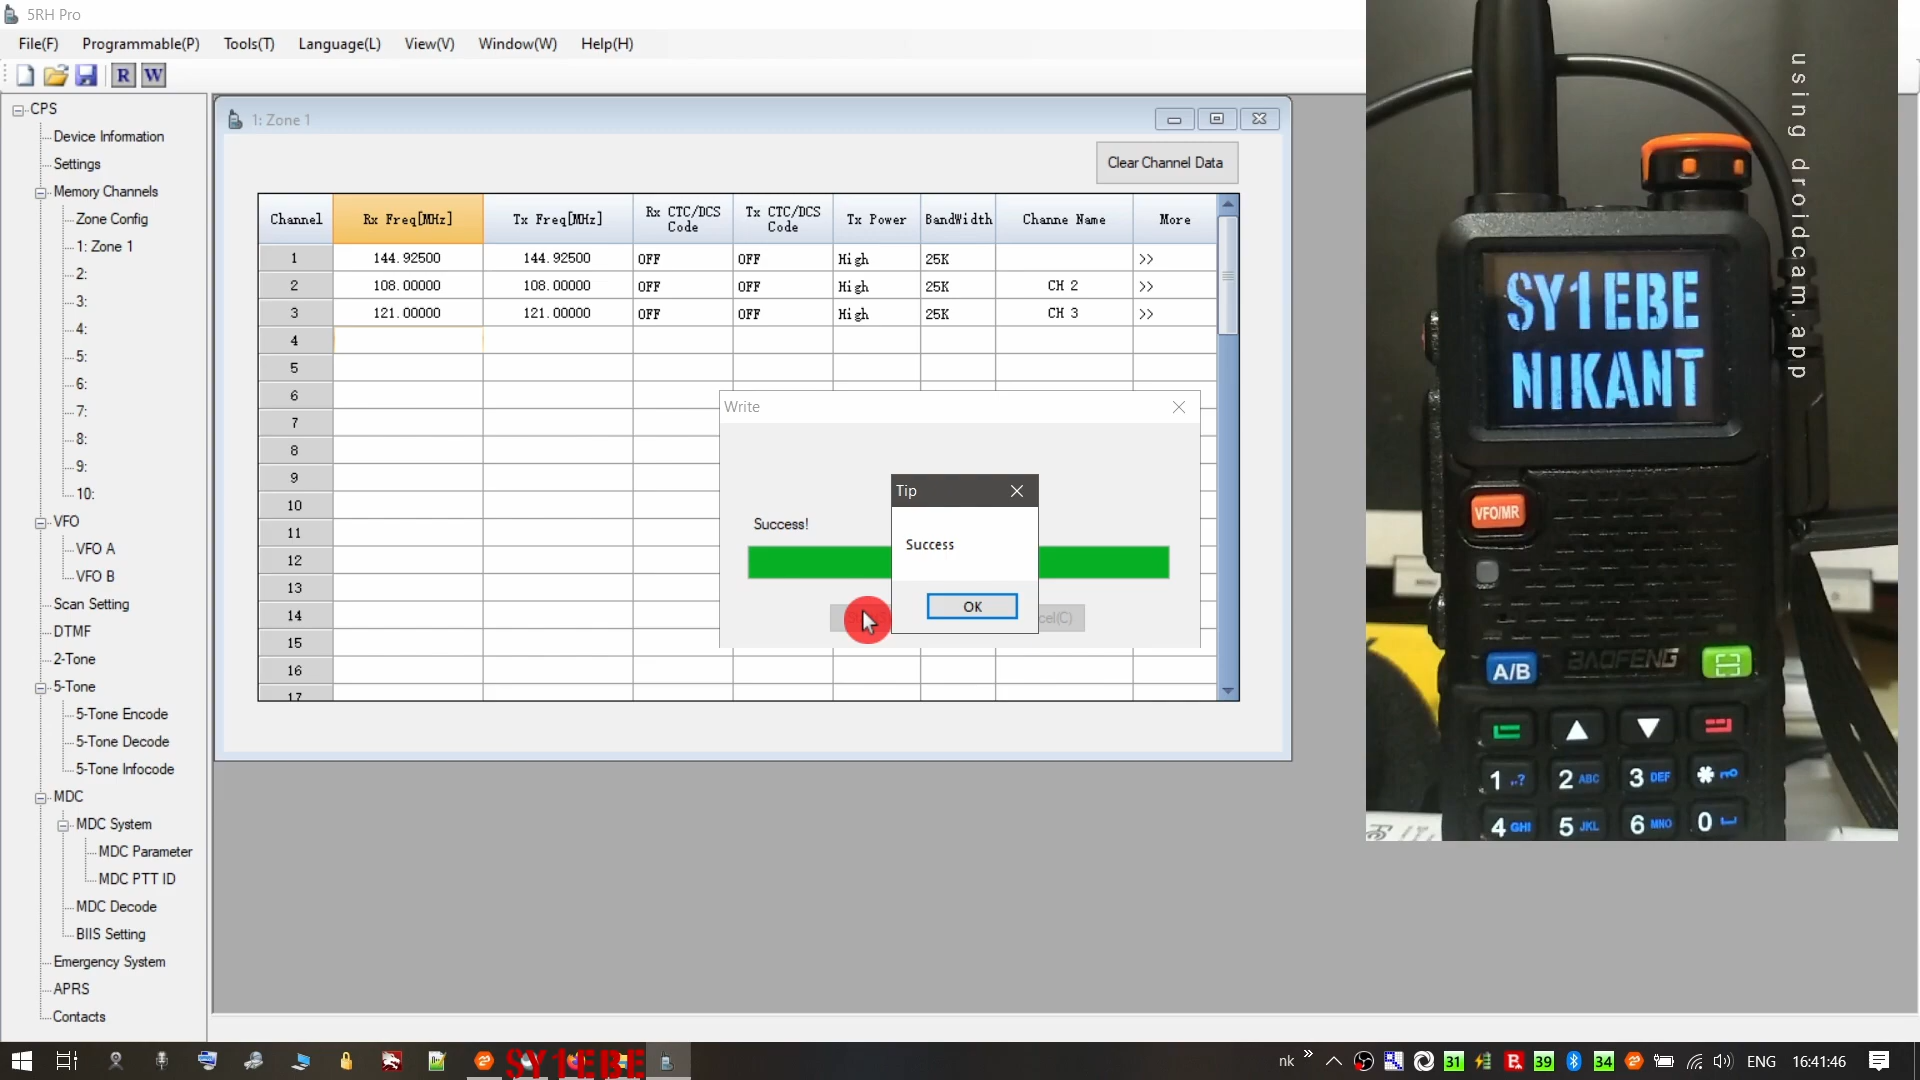 5RH Pro
File(F) Programmable(P) Tools(T) Language(L) View(V) Window(W) Help(H)
R W
CPS
Device Information
Settings
Memory Channels
Zone Config
1: Zone 1
2:
3:
4:
5:
6:
7:
8:
9:
10:
VFO
VFO A
VFO B
Scan Setting
DTMF
2-Tone
5-Tone
5-Tone Encode
5-Tone Decode
5-Tone Infocode
MDC
MDC System
MDC Parameter
MDC PTT ID
MDC Decode
BIIS Setting
Emergency System
APRS
Contacts
1: Zone 1
Clear Channel Data
Channel Rx Freq[MHz] Tx Freq[MHz] Rx CTC/DCS Code Tx CTC/DCS Code Tx Power BandWidth Channe Name More
1 144.92500 144.92500 OFF OFF High 25K >>
2 108.00000 108.00000 OFF OFF High 25K CH 2 >>
3 121.00000 121.00000 OFF OFF High 25K CH 3 >>
4
5
6
7
8
9
10
11
12
13
14
15
16
17
Write
Success!
cel(C)
Tip
Success
OK
using droidcam.app
SY1EBE
NIKANT
VFO/MR
A/B BAOFENG
1 ,.? 2 ABC 3 DEF *
4 GHI 5 JKL 6 MNO 0
SY1EBE
nk 31 39 34 ENG 16:41:46